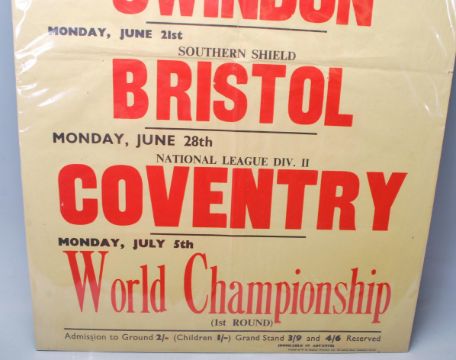 SWINDON
MONDAY, JUNE 21st
SOUTHERN SHIELD
BRISTOL
MONDAY, JUNE 28th
NATIONAL LEAGUE DIV. II
COVENTRY
MONDAY, JULY 5th
World Championship
(1st ROUND)
Admission to Ground 2/- (Children 1/-) Grand Stand 3/9 and 4/6 Reserved